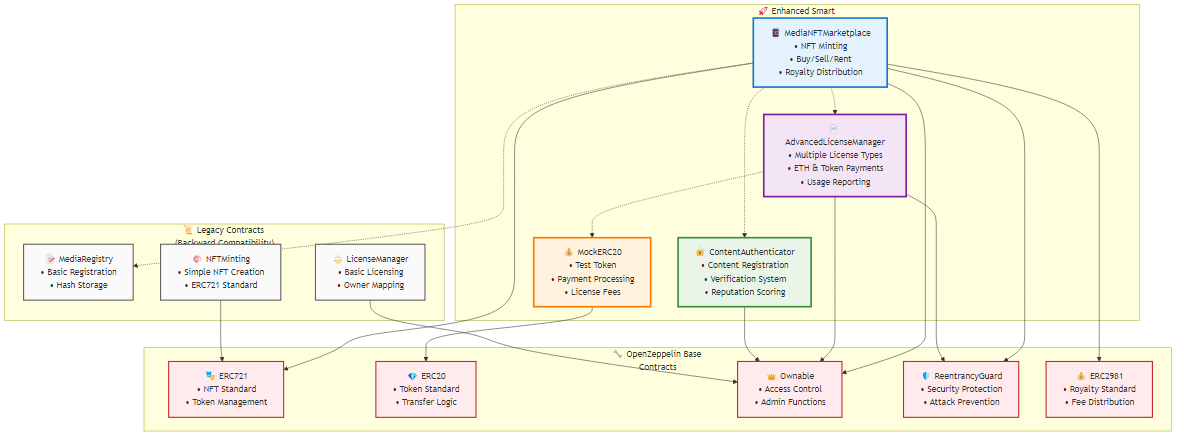 🚀 Enhanced Smart
MediaNFTMarketplace
• NFT Minting
• Buy/Sell/Rent
• Royalty Distribution
AdvancedLicenseManager
• Multiple License Types
• ETH & Token Payments
• Usage Reporting
📜 Legacy Contracts
(Backward Compatibility)
📝 MediaRegistry
• Basic Registration
• Hash Storage
🎨 NFTMinting
• Simple NFT Creation
• ERC721 Standard
⚖️ LicenseManager
• Basic Licensing
• Owner Mapping
💰 MockERC20
• Test Token
• Payment Processing
• License Fees
🔐 ContentAuthenticator
• Content Registration
• Verification System
• Reputation Scoring
🔧 OpenZeppelin Base
Contracts
🎭 ERC721
• NFT Standard
• Token Management
💎 ERC20
• Token Standard
• Transfer Logic
👑 Ownable
• Access Control
• Admin Functions
🛡️ ReentrancyGuard
• Security Protection
• Attack Prevention
💰 ERC2981
• Royalty Standard
• Fee Distribution